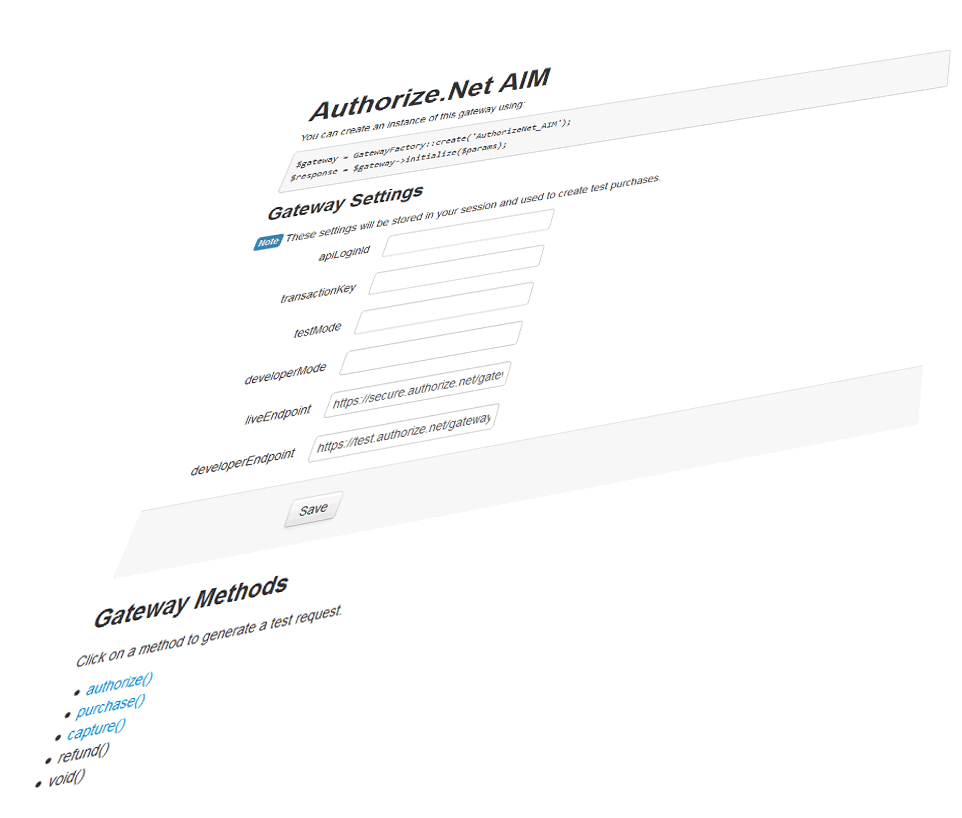 Authorize.Net AIM
You can create an instance of this gateway using:
$gateway = GatewayFactory::create('AuthorizeNet_AIM');
$response = $gateway->initialize($params);
Gateway Settings
Note These settings will be stored in your session and used to create test purchases.
apiLoginId
transactionKey
testMode
developerMode
liveEndpoint https://secure.authorize.net/gate
developerEndpoint https://test.authorize.net/gateway
Save
Gateway Methods
Click on a method to generate a test request.
• authorize()
• purchase()
• capture()
• refund()
• void()